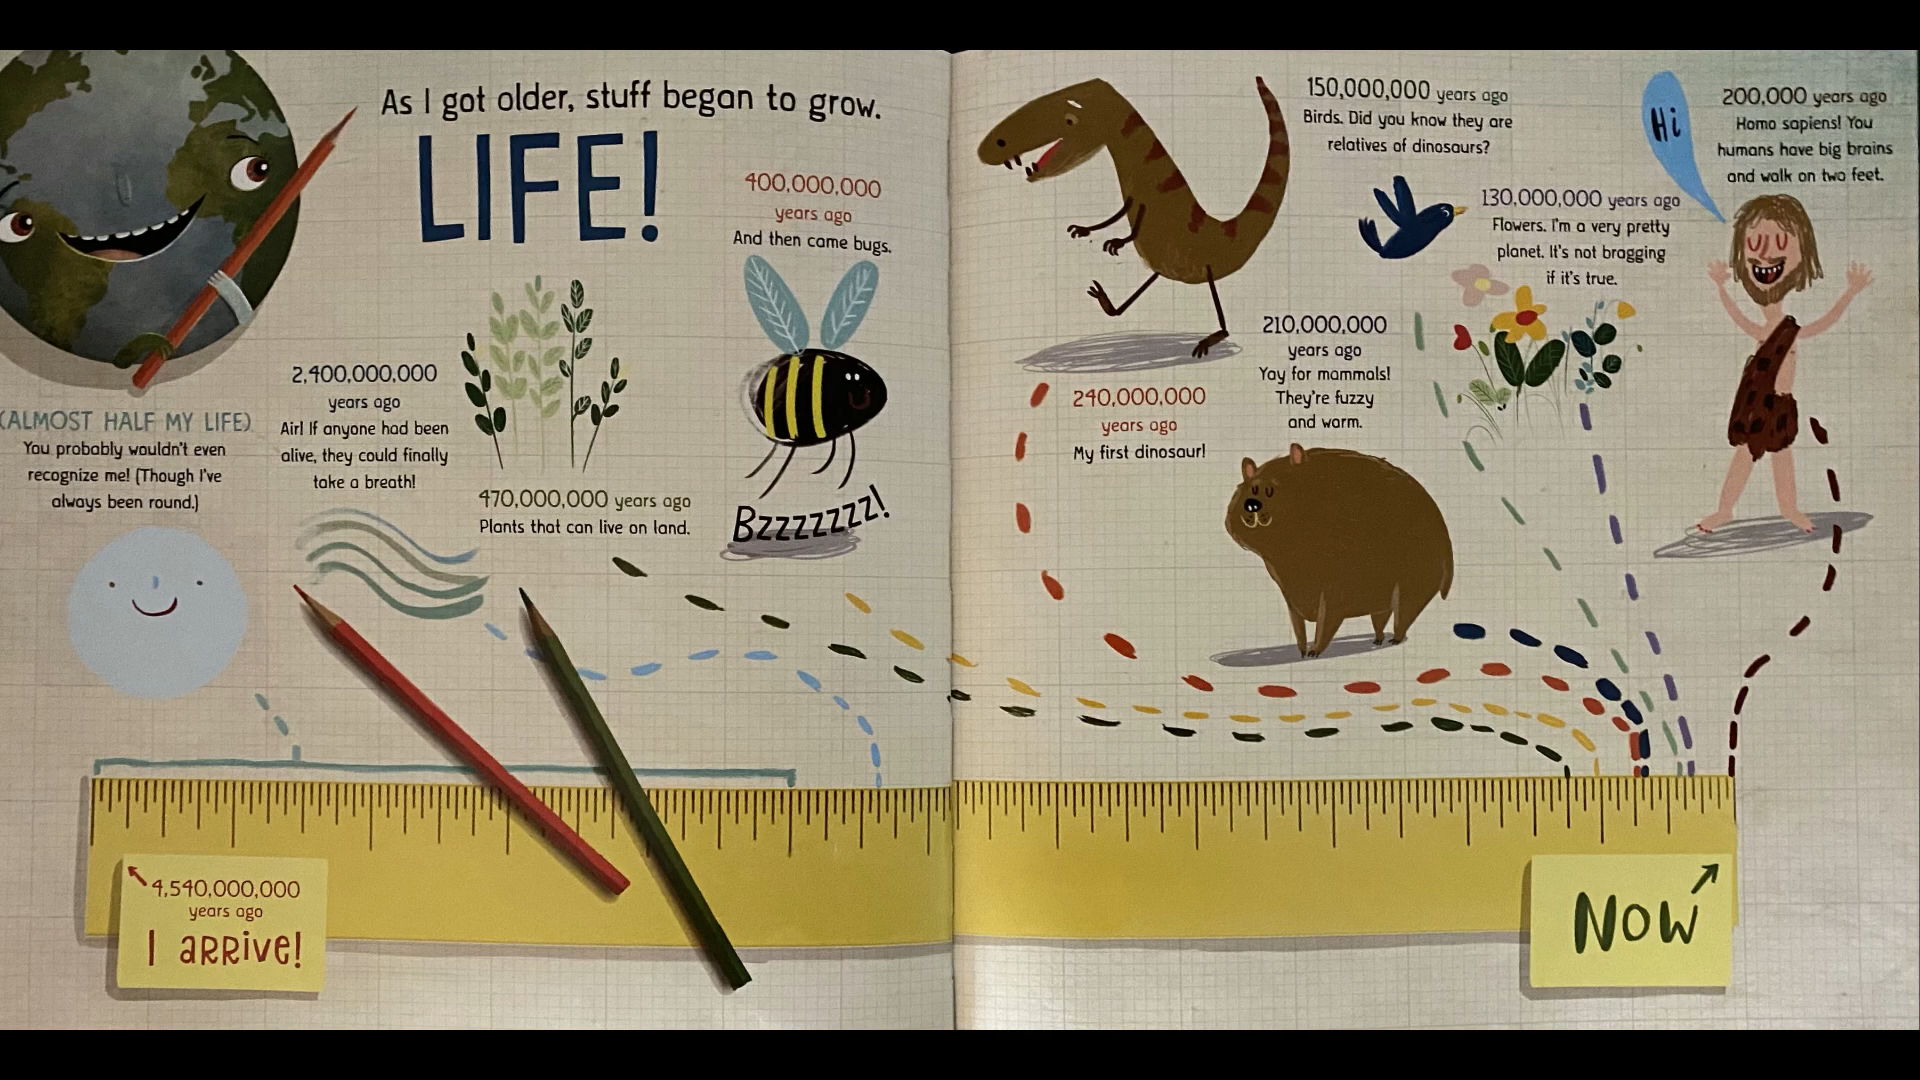 As I got older, stuff began to grow.
LIFE!
(ALMOST HALF MY LIFE)
You probably wouldn't even
recognize me! (Though I've
always been round.)
2,400,000,000
years ago
Air! If anyone had been
alive, they could finally
take a breath!
470,000,000 years ago
Plants that can live on land.
400,000,000
years ago
And then came bugs.
Bzzzzzzz!
4,540,000,000
years ago
I ARRIVE!
240,000,000
years ago
My first dinosaur!
210,000,000
years ago
Yay for mammals!
They're fuzzy
and warm.
150,000,000 years ago
Birds. Did you know they are
relatives of dinosaurs?
130,000,000 years ago
Flowers. I'm a very pretty
planet. It's not bragging
if it's true.
Hi
200,000 years ago
Homo sapiens! You
humans have big brains
and walk on two feet.
NOW